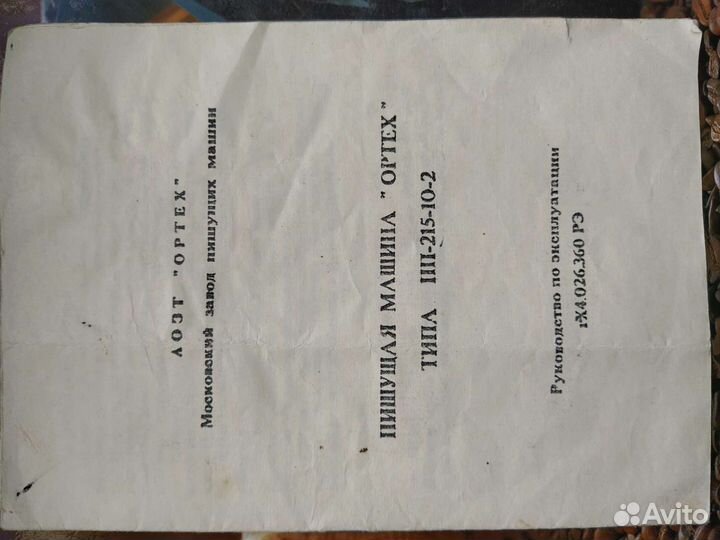 АОЗТ "ОРТЕХ"
Московский завод пишущих машин
ПИШУЩАЯ МАШИНА "ОРТЕХ"
ТИПА ПП-215-10-2
Руководство по эксплуатации
1Х4.026.360 РЭ
Avito